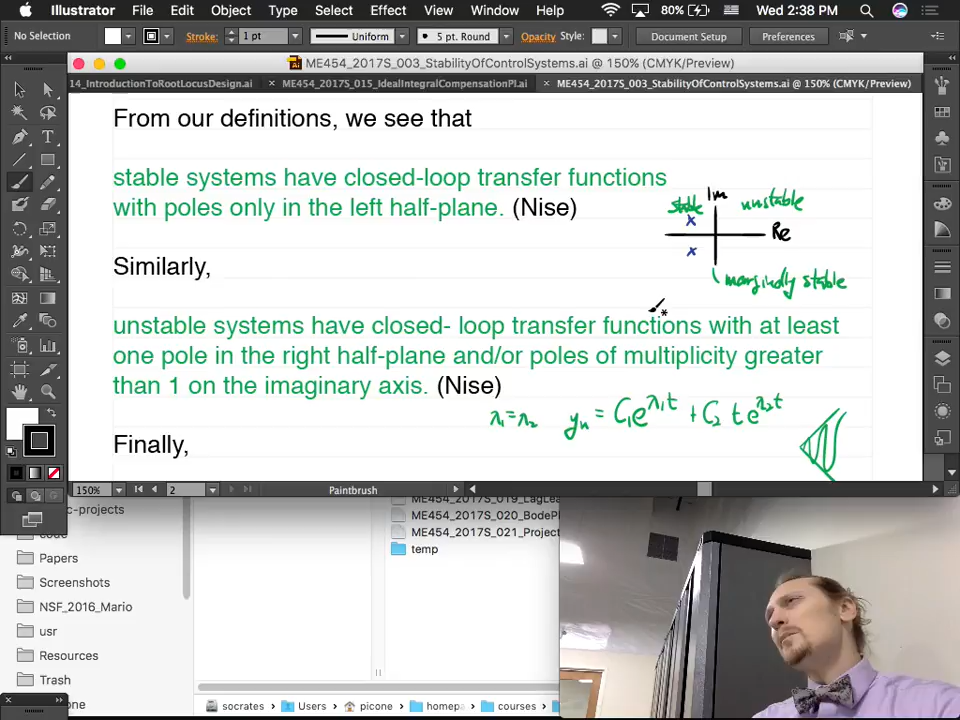 Illustrator File Edit Object Type Select Effect View Window Help 80% Wed 2:38 PM
No Selection Stroke: 1 pt Uniform 5 pt. Round Opacity Style: Document Setup Preferences
ME454_2017S_003_StabilityOfControlSystems.ai @ 150% (CMYK/Preview)
14_IntroductionToRootLocusDesign.ai ME454_2017S_015_IdealIntegralCompensationPI.ai ME454_2017S_003_StabilityOfControlSystems.ai @ 150% (CMYK/Preview)
From our definitions, we see that
stable systems have closed-loop transfer functions
with poles only in the left half-plane. (Nise)
Im
stable unstable
Re
marginally stable
Similarly,
unstable systems have closed- loop transfer functions with at least
one pole in the right half-plane and/or poles of multiplicity greater
than 1 on the imaginary axis. (Nise)
λ₁=λ₂ yₕ = C₁e^λ₁t + C₂ t e^λ₂t
Finally,
150% 2 Paintbrush
c-projects
code
Papers
Screenshots
NSF_2016_Mario
usr
Resources
Trash
ME454_2017S_019_LagLea
ME454_2017S_020_BodePl
ME454_2017S_021_Project
temp
socrates Users picone homepa courses